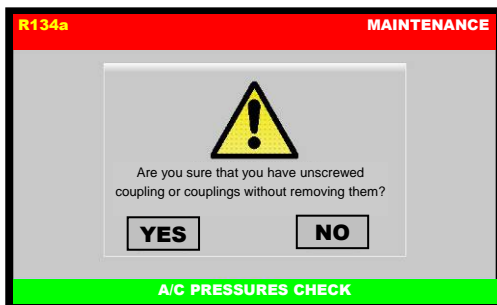 R134a MAINTENANCE
Are you sure that you have unscrewed
coupling or couplings without removing them?
YES NO
A/C PRESSURES CHECK